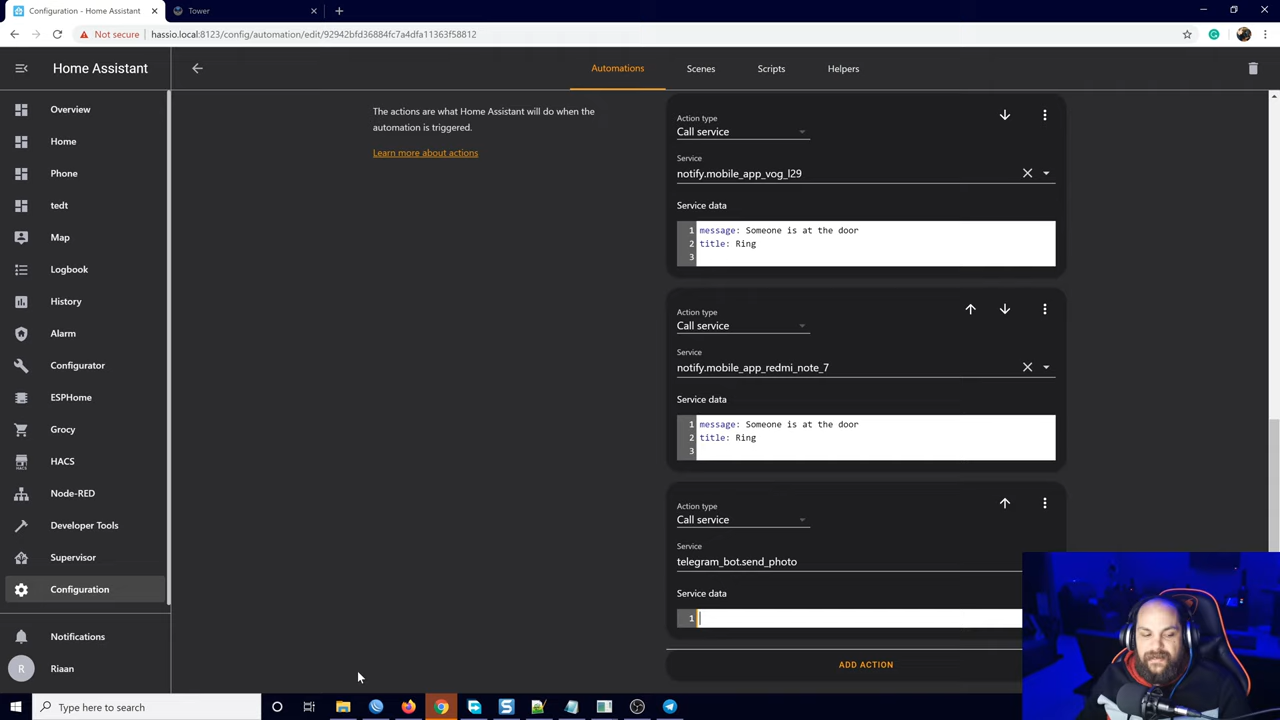 Configuration - Home Assistant
Tower
Not secure
hassio.local:8123/config/automation/edit/92942bfd36884fc7a4dfa11363f58812
Home Assistant
Automations
Scenes
Scripts
Helpers
Overview
Home
Phone
tedt
Map
Logbook
History
Alarm
Configurator
ESPHome
Grocy
HACS
HACS
Node-RED
Developer Tools
Supervisor
Configuration
Notifications
R
Riaan
The actions are what Home Assistant will do when the
automation is triggered.
Learn more about actions
Action type
Call service
Service
notify.mobile_app_vog_l29
Service data
1 message: Someone is at the door
2 title: Ring
3
Action type
Call service
Service
notify.mobile_app_redmi_note_7
Service data
1 message: Someone is at the door
2 title: Ring
3
Action type
Call service
Service
telegram_bot.send_photo
Service data
1
ADD ACTION
Type here to search